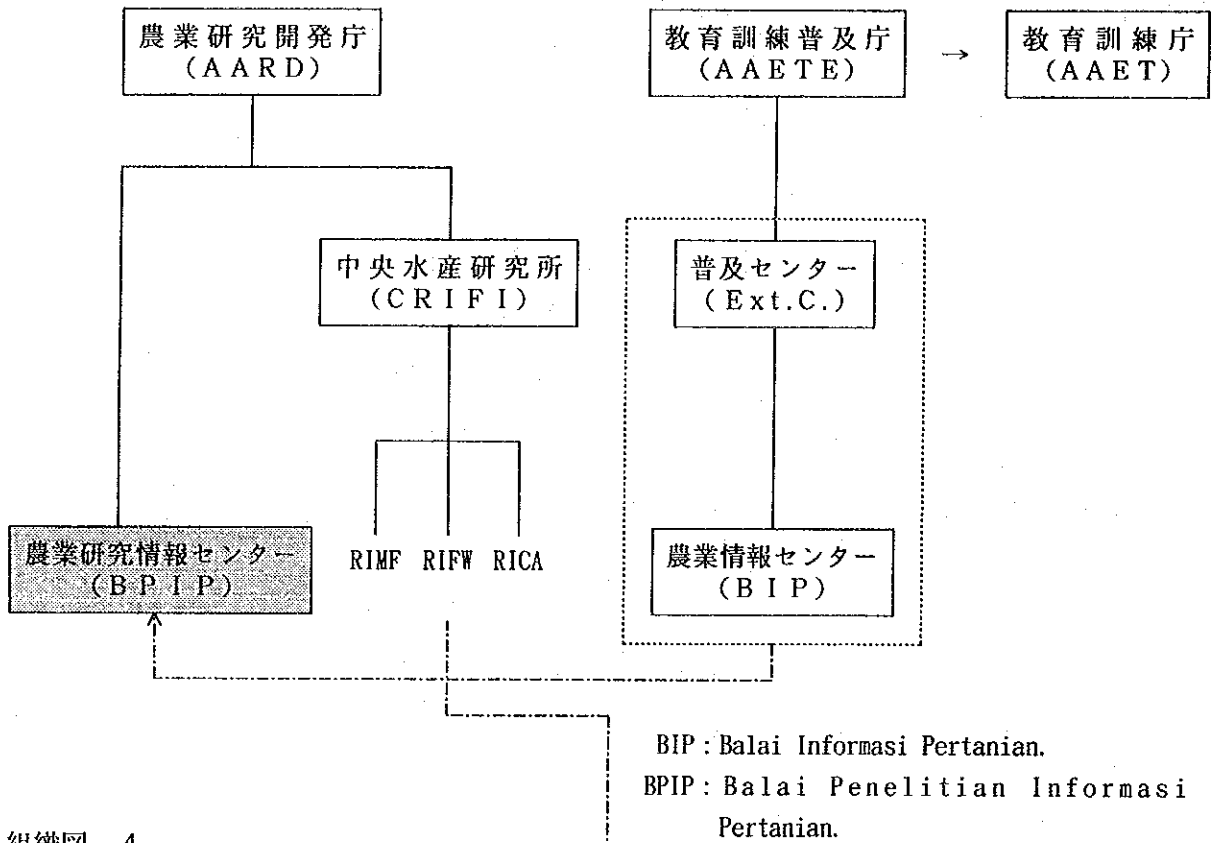 農業研究開発庁
(AARD)
教育訓練普及庁
(AAETE)
→
教育訓練庁
(AAET)
中央水産研究所
(CRIFI)
普及センター
(Ext.C.)
農業研究情報センター
(BPIP)
RIMF RIFW RICA
農業情報センター
(BIP)
BIP : Balai Informasi Pertanian.
BPIP : Balai Penelitian Informasi
Pertanian.
組織図 4